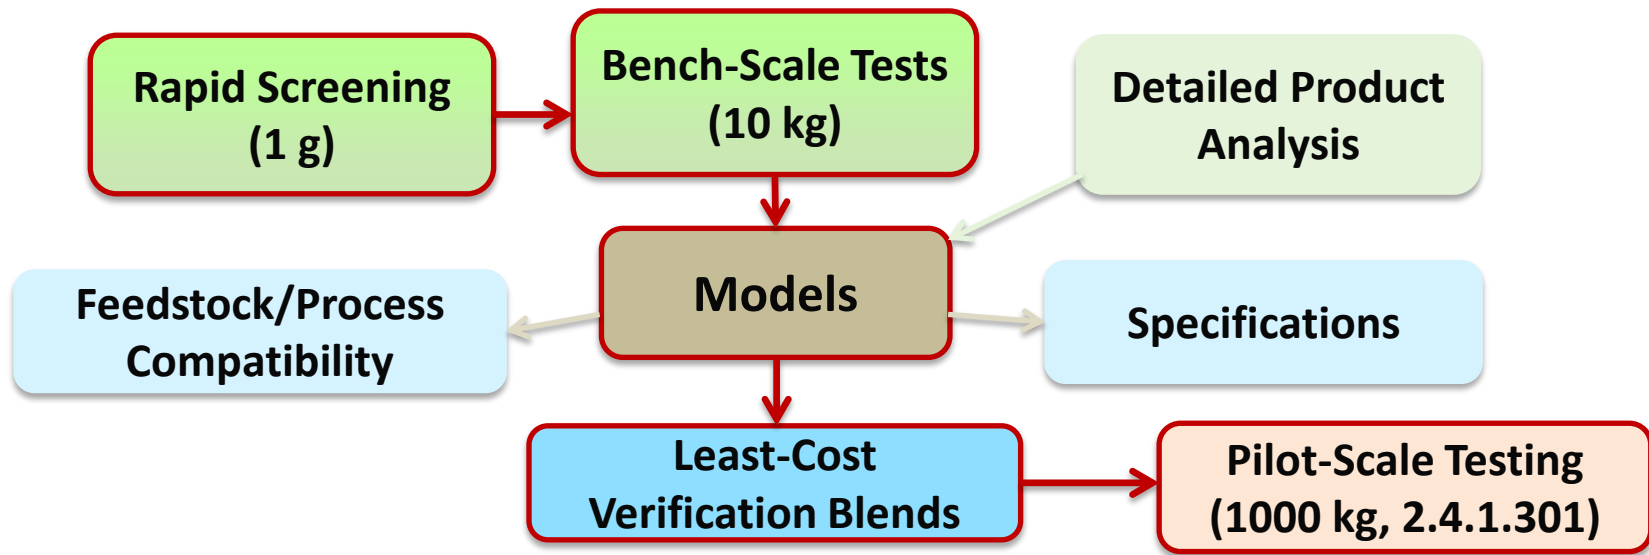 Rapid Screening
(1 g)
Bench-Scale Tests
(10 kg)
Detailed Product
Analysis
Feedstock/Process
Compatibility
Models
Specifications
Least-Cost
Verification Blends
Pilot-Scale Testing
(1000 kg, 2.4.1.301)